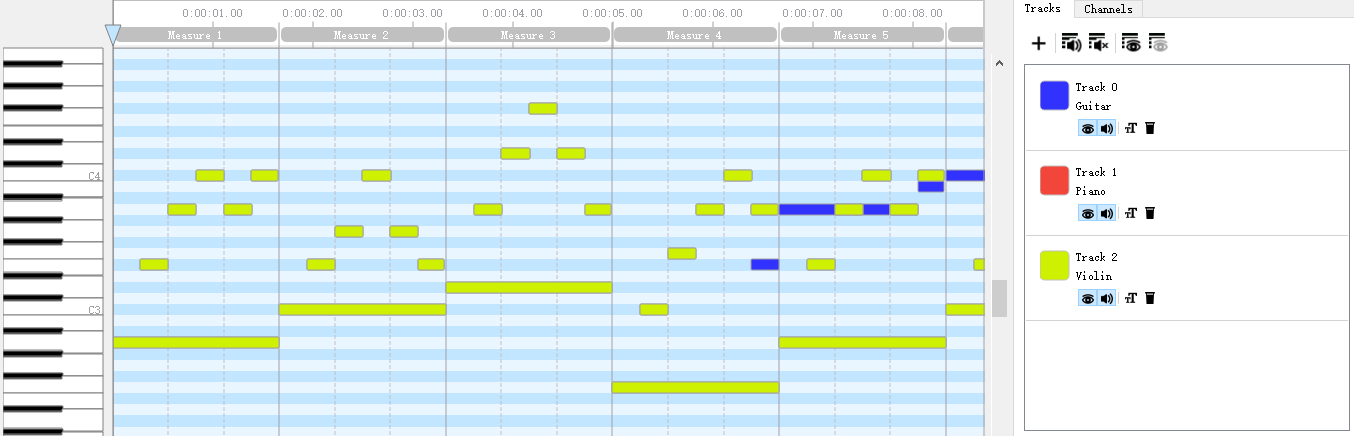 0:00:01.00 0:00:02.00 0:00:03.00 0:00:04.00 0:00:05.00 0:00:06.00 0:00:07.00 0:00:08.00
Measure 1 Measure 2 Measure 3 Measure 4 Measure 5
C4
C3
Tracks Channels
Track 0
Guitar
Track 1
Piano
Track 2
Violin